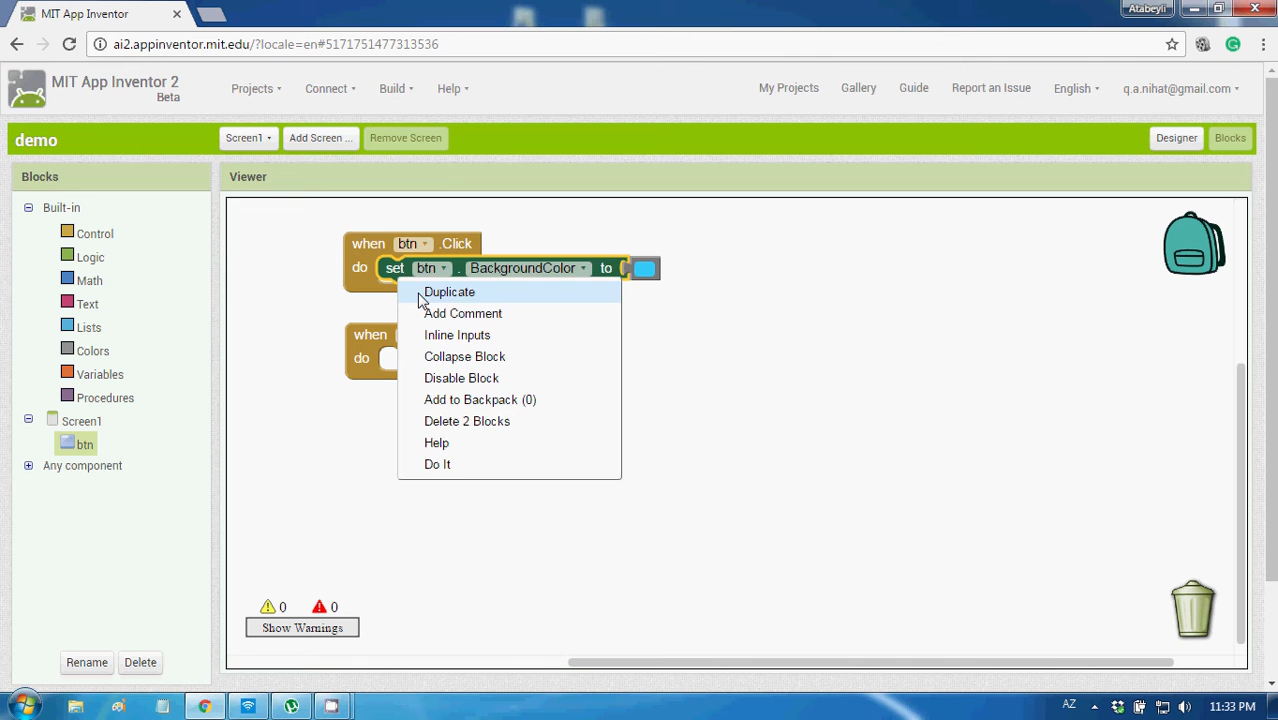 MIT App Inventor
Atabeyli
ai2.appinventor.mit.edu/?locale=en#5171751477313536
MIT App Inventor 2
Beta
Projects
Connect
Build
Help
My Projects
Gallery
Guide
Report an Issue
English
q.a.nihat@gmail.com
demo
Screen1
Add Screen ...
Remove Screen
Designer
Blocks
Blocks
Viewer
Built-in
Control
Logic
Math
Text
Lists
Colors
Variables
Procedures
Screen1
btn
Any component
Rename
Delete
when btn .Click
do set btn . BackgroundColor to
when
do
Duplicate
Add Comment
Inline Inputs
Collapse Block
Disable Block
Add to Backpack (0)
Delete 2 Blocks
Help
Do It
0 0
Show Warnings
AZ
11:33 PM